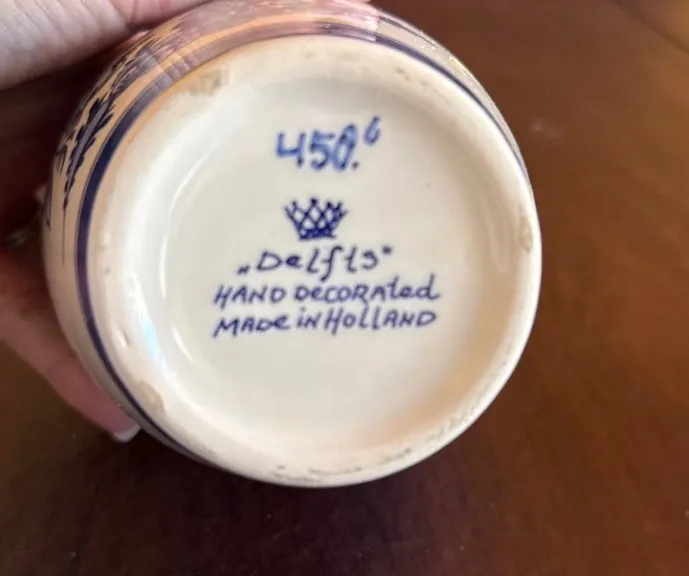 450.6
„Delfts"
HAND DecORated
MADe in HOLLAND